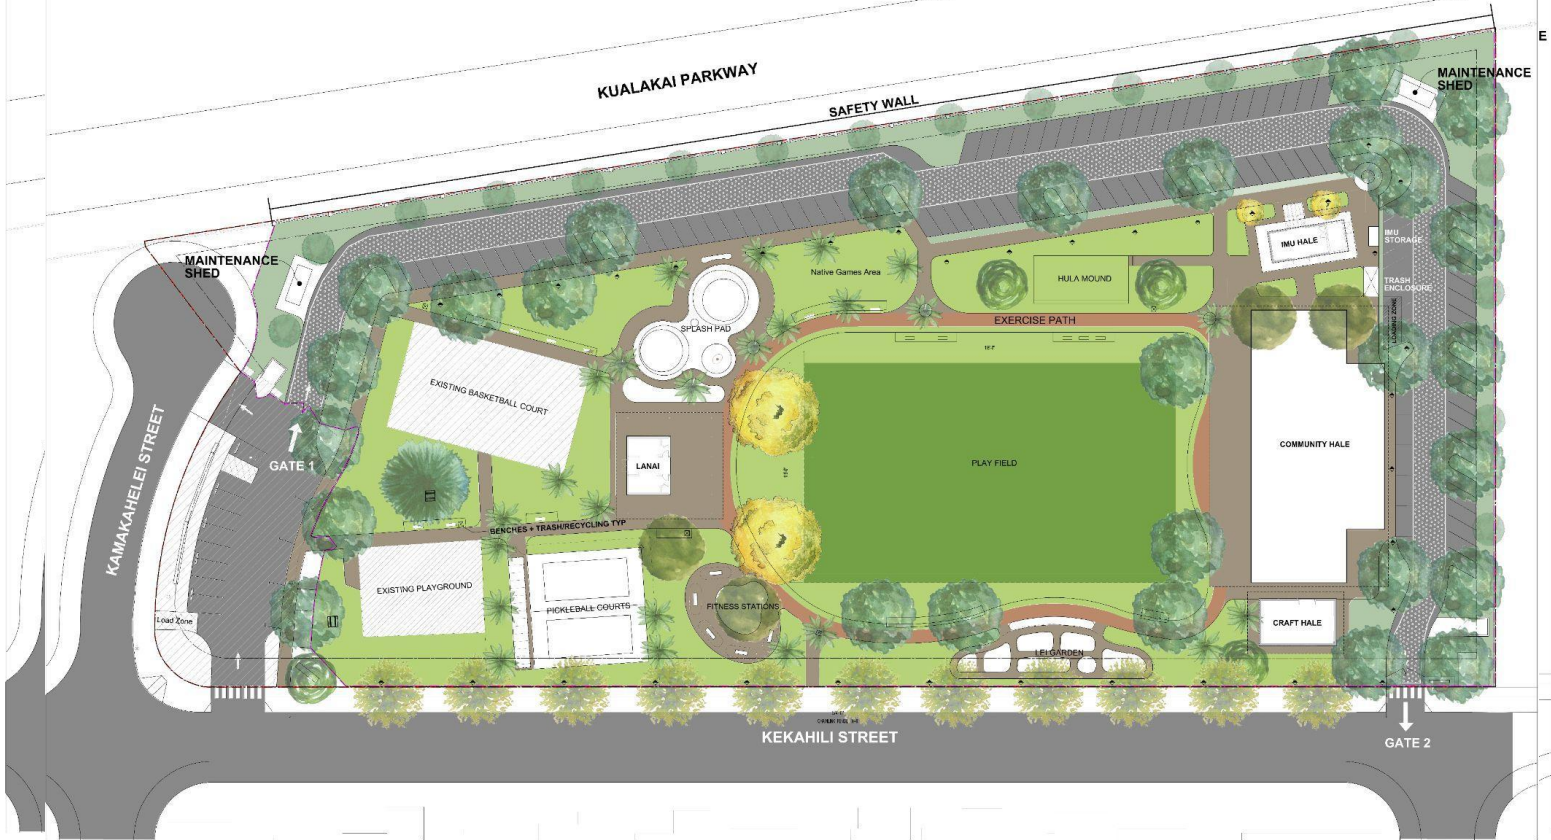 E
KUALAKAI PARKWAY
MAINTENANCE
SHED
SAFETY WALL
IMU
STORAGE
IMU HALE
MAINTENANCE
SHED
Native Games Area
HULA MOUND
TRASH
ENCLOSURE
LOADING ZONE
EXERCISE PATH
SPLASH PAD
EXISTING BASKETBALL COURT
COMMUNITY HALE
KAMAKAHELEI STREET
GATE 1
LANAI
PLAY FIELD
BENCHES + TRASH/RECYCLING TYP
EXISTING PLAYGROUND
PICKLEBALL COURTS
FITNESS STATIONS
Load Zone
CRAFT HALE
LEI GARDEN
KEKAHILI STREET
GATE 2